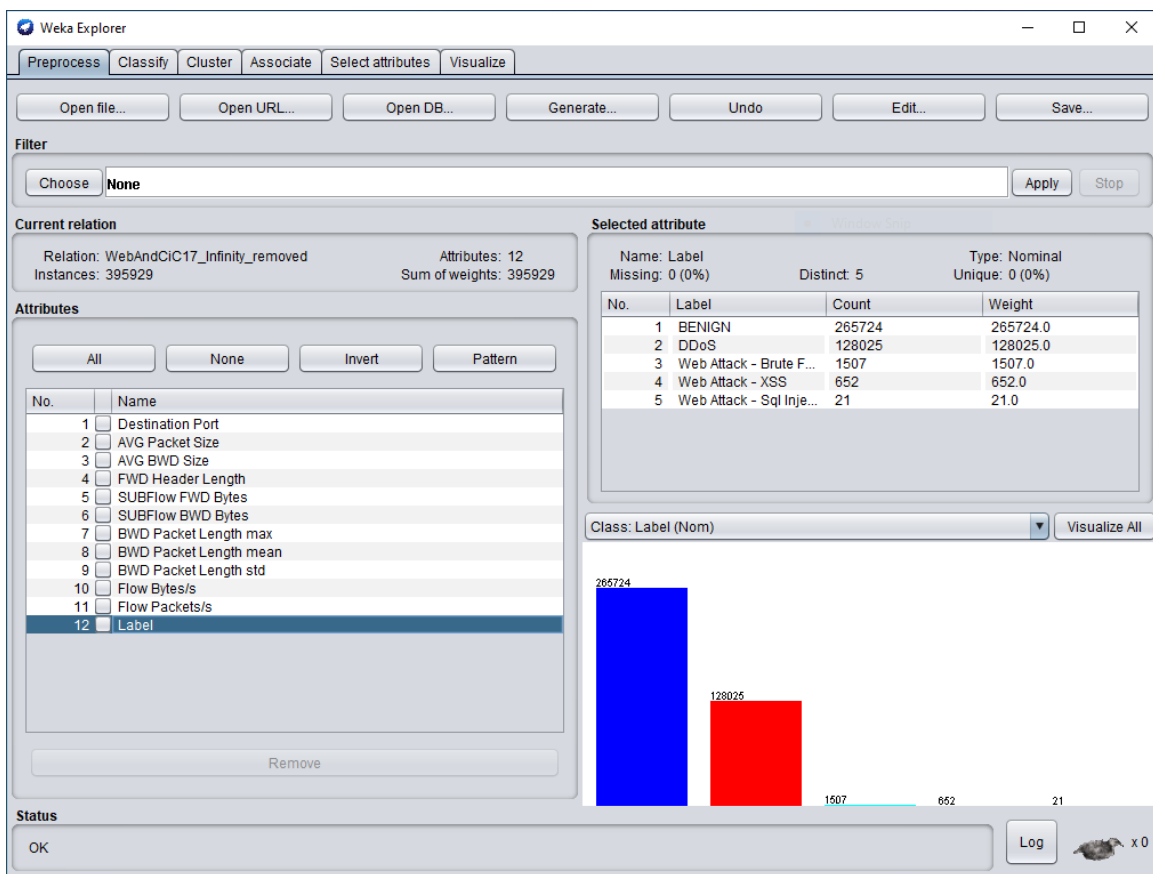 Weka Explorer
Preprocess Classify Cluster Associate Select attributes Visualize
Open file... Open URL... Open DB... Generate... Undo Edit... Save...
Filter
Choose None Apply Stop
Current relation
Relation: WebAndCiC17_Infinity_removed Attributes: 12
Instances: 395929 Sum of weights: 395929
Attributes
All None Invert Pattern
No. Name
1 Destination Port
2 AVG Packet Size
3 AVG BWD Size
4 FWD Header Length
5 SUBFlow FWD Bytes
6 SUBFlow BWD Bytes
7 BWD Packet Length max
8 BWD Packet Length mean
9 BWD Packet Length std
10 Flow Bytes/s
11 Flow Packets/s
12 Label
Remove
Selected attribute
Window Snip
Name: Label Type: Nominal
Missing: 0 (0%) Distinct: 5 Unique: 0 (0%)
No. Label Count Weight
1 BENIGN 265724 265724.0
2 DDoS 128025 128025.0
3 Web Attack - Brute F... 1507 1507.0
4 Web Attack - XSS 652 652.0
5 Web Attack - Sql Inje... 21 21.0
Class: Label (Nom) Visualize All
265724
128025
1507
652
21
Status
OK
Log x 0